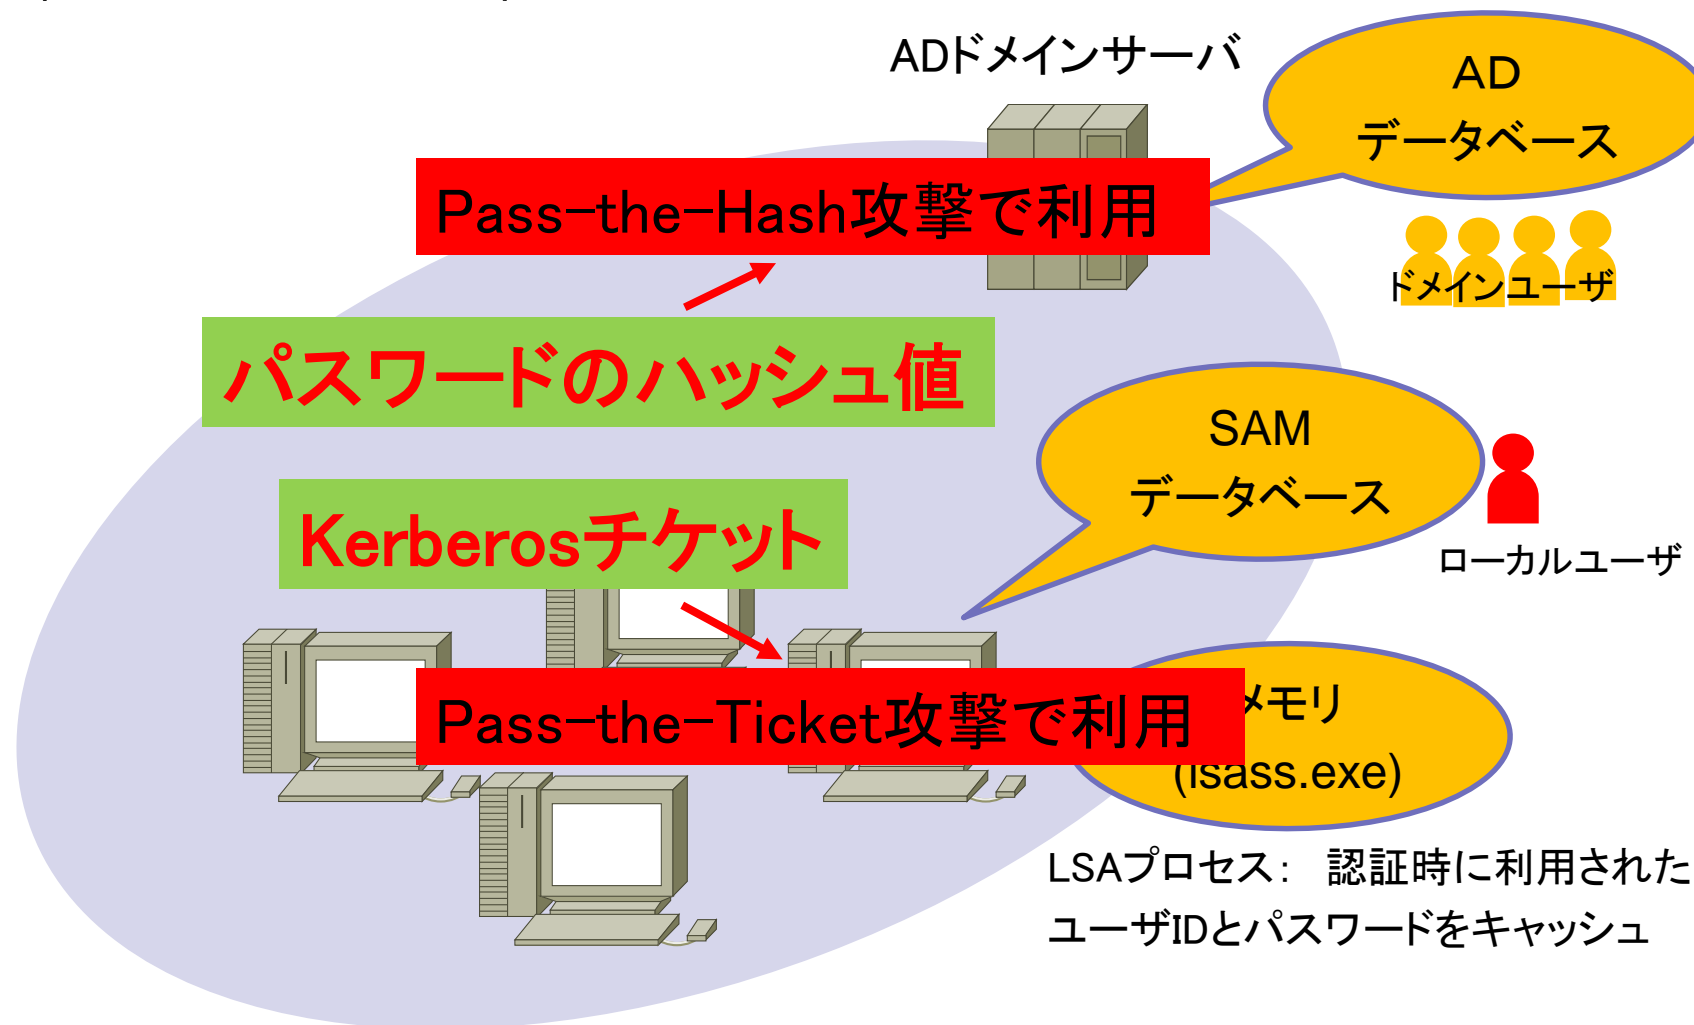 ADドメインサーバ
AD
データベース
Pass-the-Hash攻撃で利用
ドメインユーザ
パスワードのハッシュ値
SAM
データベース
Kerberosチケット
ローカルユーザ
メモリ
Pass-the-Ticket攻撃で利用
(lsass.exe)
LSAプロセス： 認証時に利用された
ユーザIDとパスワードをキャッシュ